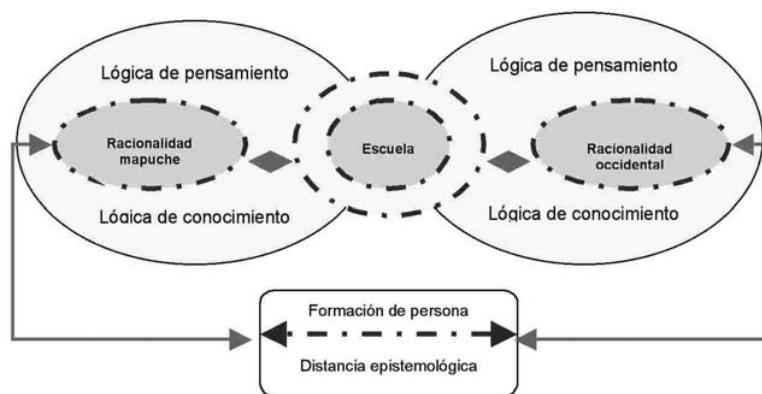 Lógica de pensamiento
Racionalidad
mapuche
Lógica de conocimiento
Escuela
Lógica de pensamiento
Racionalidad
occidental
Lógica de conocimiento
Formación de persona
Distancia epistemológica